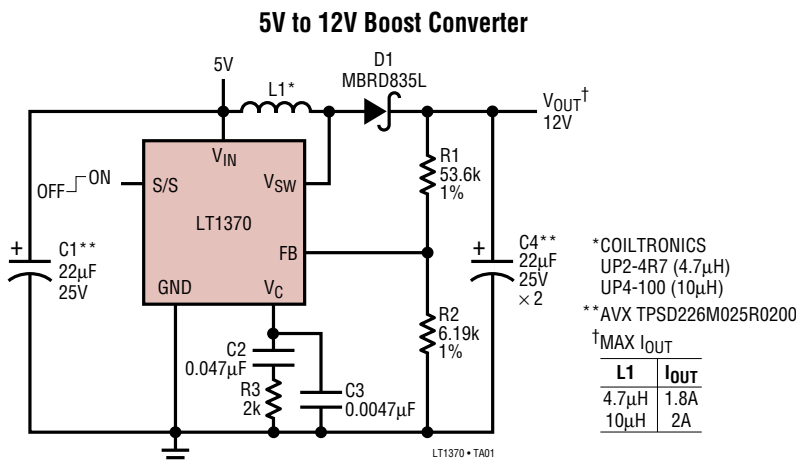 5V to 12V Boost Converter
5V
L1*
D1
MBRD835L
VOUT†
12V
VIN
OFF
ON
S/S
VSW
LT1370
FB
GND
VC
R1
53.6k
1%
C1**
22µF
25V
+
C4**
22µF
25V
× 2
+
R2
6.19k
1%
C2
0.047µF
R3
2k
C3
0.0047µF
*COILTRONICS
UP2-4R7 (4.7µH)
UP4-100 (10µH)
**AVX TPSD226M025R0200
†MAX IOUT
L1 IOUT
4.7µH 1.8A
10µH 2A
LT1370 • TA01